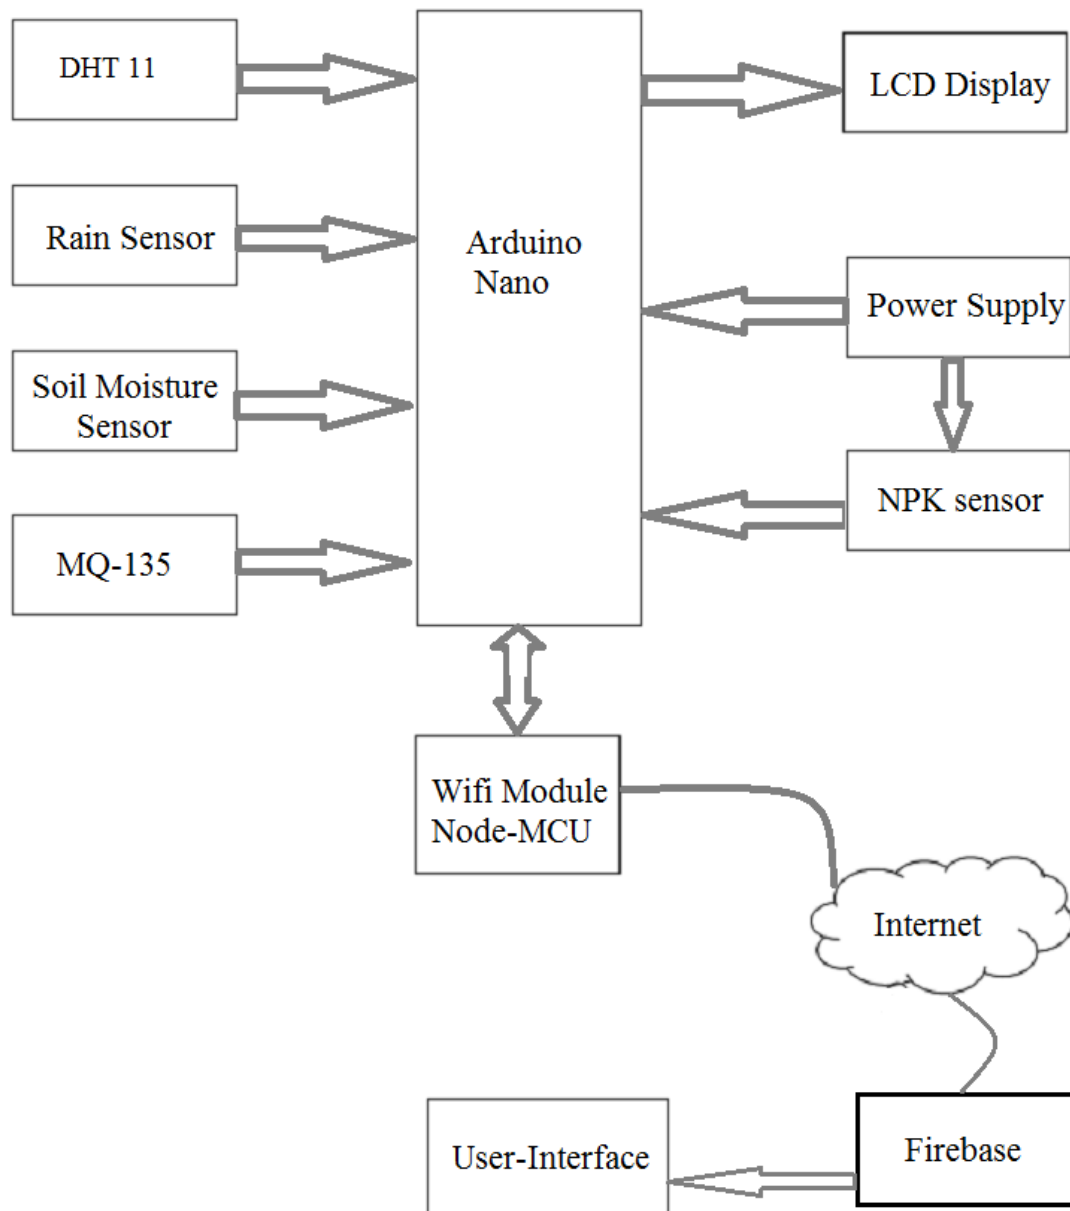 DHT 11
LCD Display
Rain Sensor
Arduino
Nano
Power Supply
Soil Moisture
Sensor
NPK sensor
MQ-135
Wifi Module
Node-MCU
Internet
User-Interface
Firebase